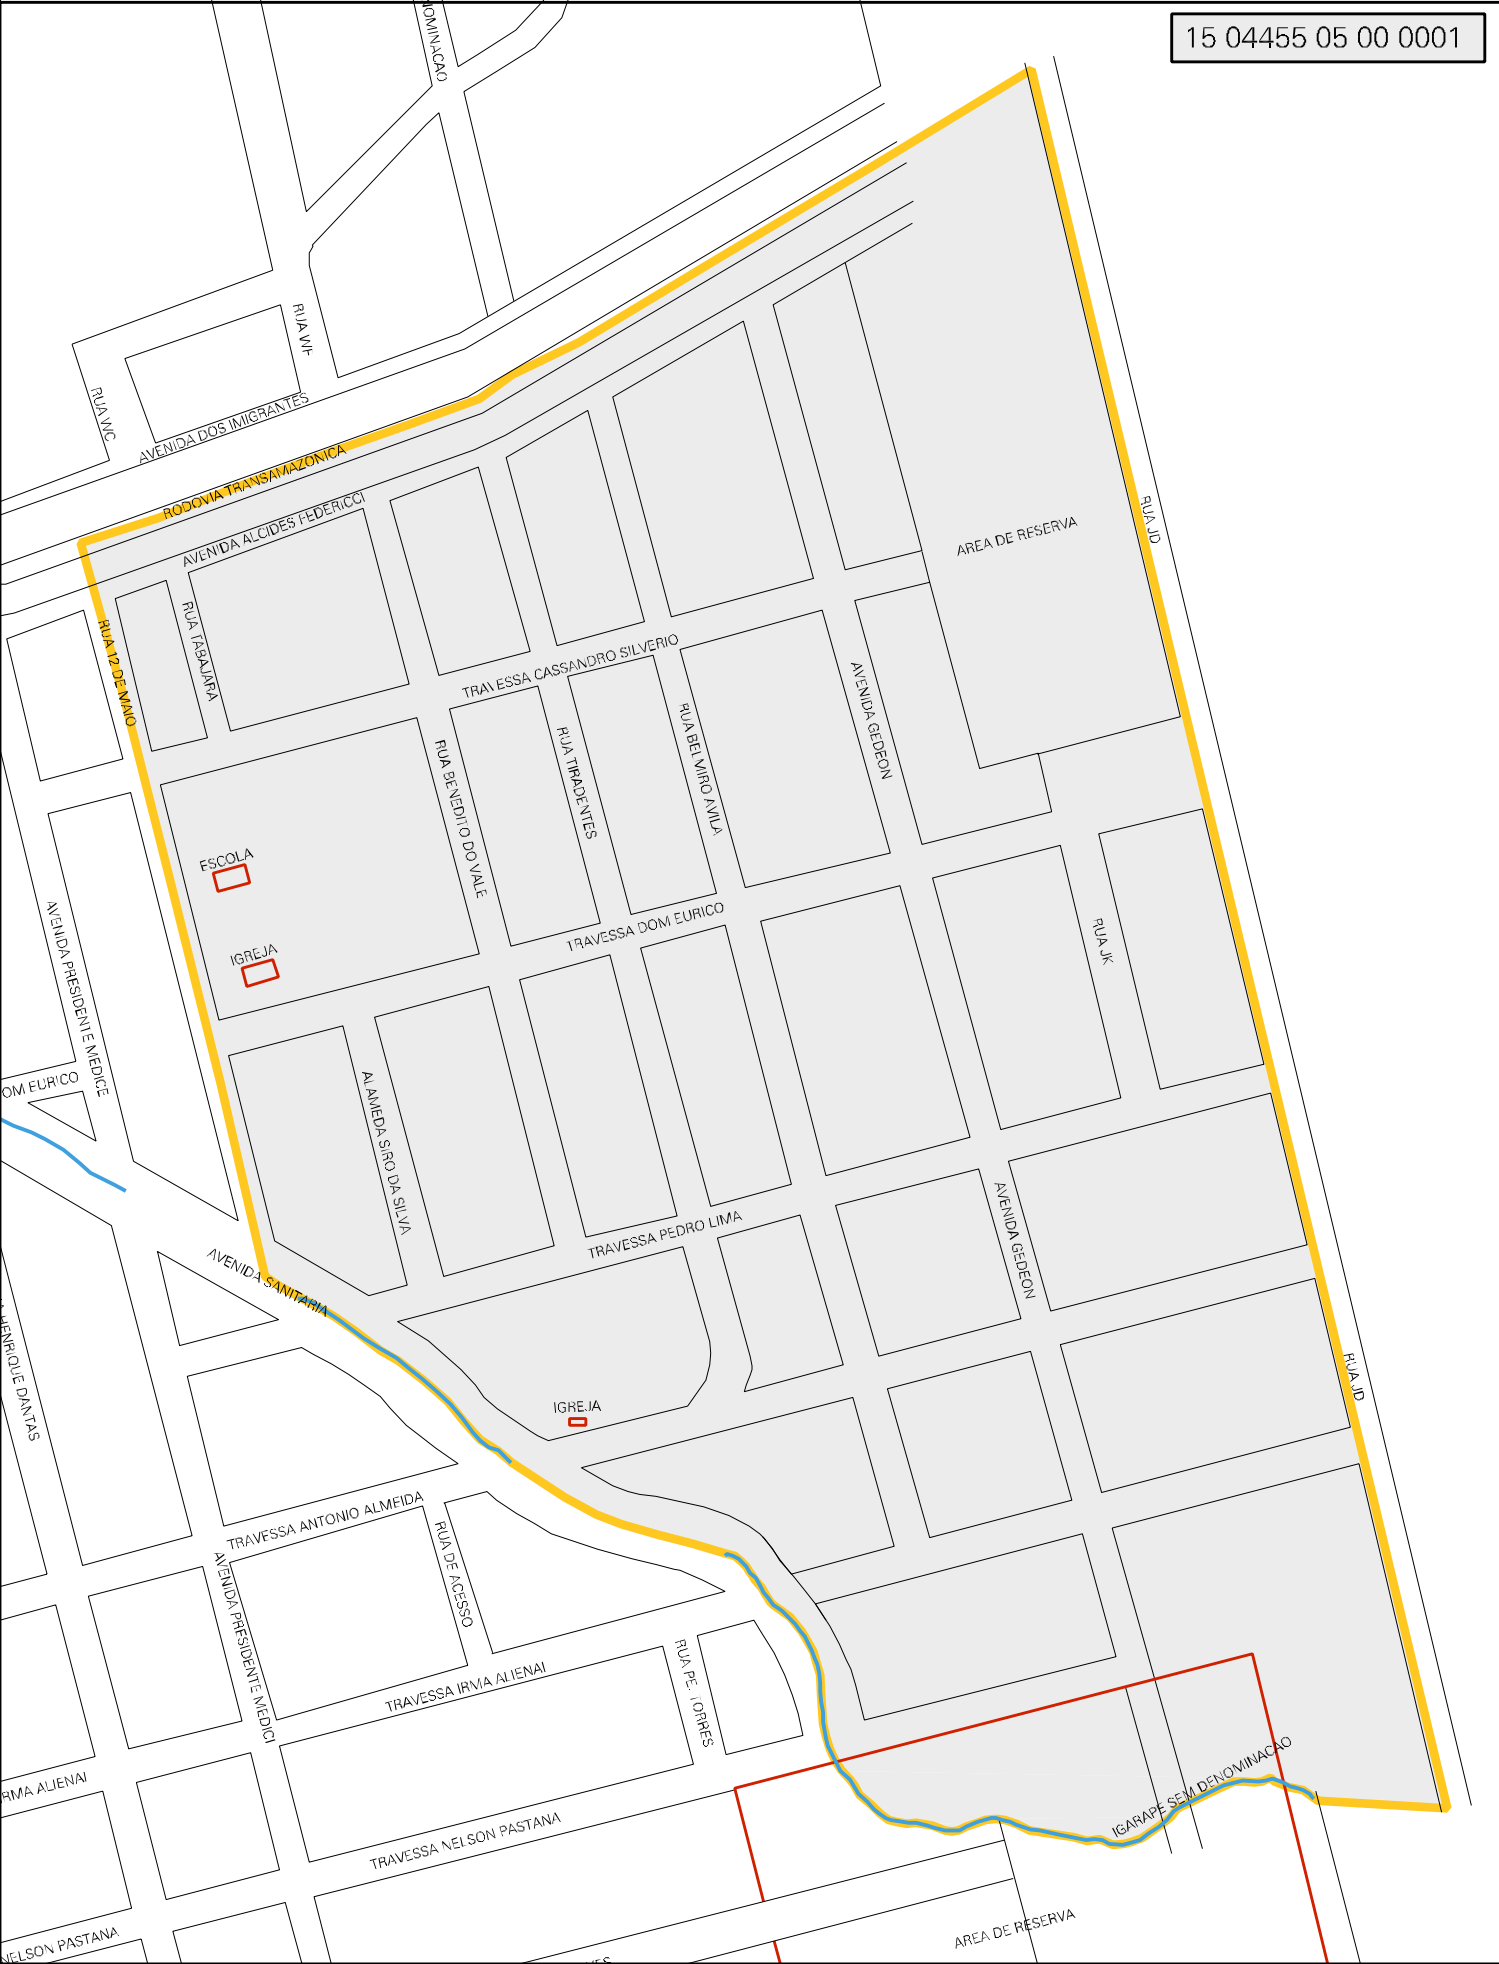 15 04455 05 00 0001
RUA WF
RUA WC
AVENIDA DOS IMIGRANTES
RODOVIA TRANSAMAZONICA
AVENIDA ALCIDES FEDERICCI
AREA DE RESERVA
RUA JD
RUA 12 DE MAIO
RUA TABAJARA
TRAVESSA CASSANDRO SILVERIO
AVENIDA GEDEON
RUA BELMIRO AVILA
RUA TIRADENTES
RUA BENEDITO DO VALE
ESCOLA
IGREJA
TRAVESSA DOM EURICO
RUA JK
AVENIDA PRESIDENTE MEDICE
OM EURICO
ALAMEDA SIRO DA SILVA
TRAVESSA PEDRO LIMA
AVENIDA GEDEON
AVENIDA SANITARIA
HENRIQUE DANTAS
RUA JD
IGREJA
TRAVESSA ANTONIO ALMEIDA
RUA DE ACESSO
AVENIDA PRESIDENTE MEDICI
TRAVESSA IRMA ALIENAI
RUA PE. TORRES
IGARAPE SEM DENOMINACAO
RMA ALIENAI
TRAVESSA NELSON PASTANA
AREA DE RESERVA
NELSON PASTANA